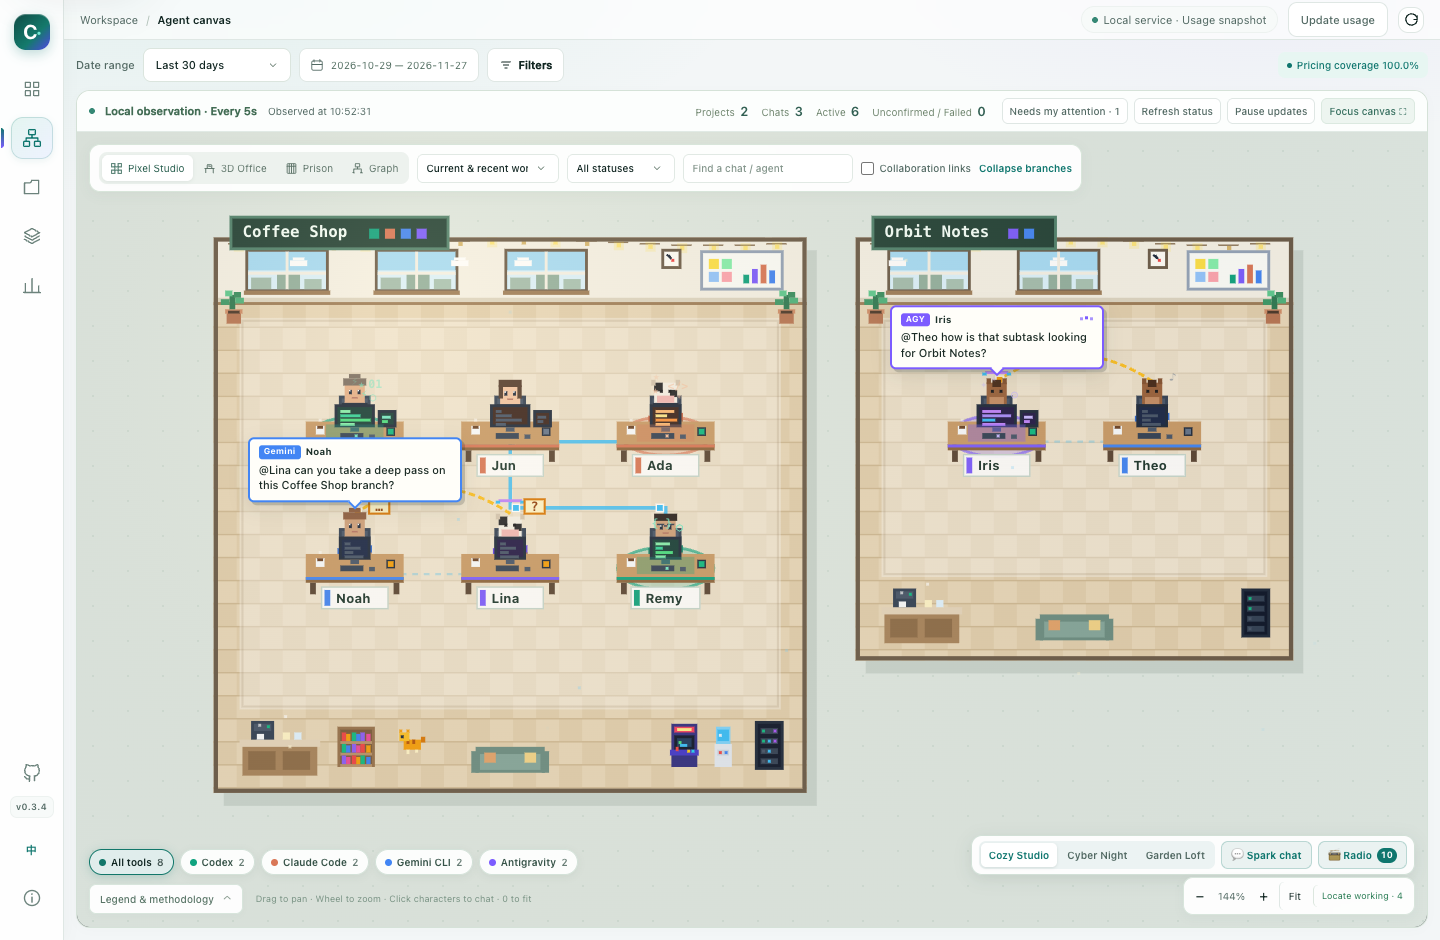 C
Workspace / Agent canvas
Local service · Usage snapshot
Update usage
Date range
Last 30 days
2026-10-29 — 2026-11-27
Filters
Pricing coverage 100.0%
Local observation · Every 5s
Observed at 10:52:31
Projects 2
Chats 3
Active 6
Unconfirmed / Failed 0
Needs my attention · 1
Refresh status
Pause updates
Focus canvas
Pixel Studio
3D Office
Prison
Graph
Current & recent wor
All statuses
Find a chat / agent
Collaboration links
Collapse branches
Coffee Shop
Orbit Notes
AGY Iris
@Theo how is that subtask looking
for Orbit Notes?
01
Jun
Ada
Iris
Theo
Gemini Noah
@Lina can you take a deep pass on
this Coffee Shop branch?
...
?
Noah
Lina
Remy
v0.3.4
中
All tools 8
Codex 2
Claude Code 2
Gemini CLI 2
Antigravity 2
Cozy Studio
Cyber Night
Garden Loft
Spark chat
Radio 10
Legend & methodology
Drag to pan · Wheel to zoom · Click characters to chat · 0 to fit
− 144% +
Fit
Locate working · 4